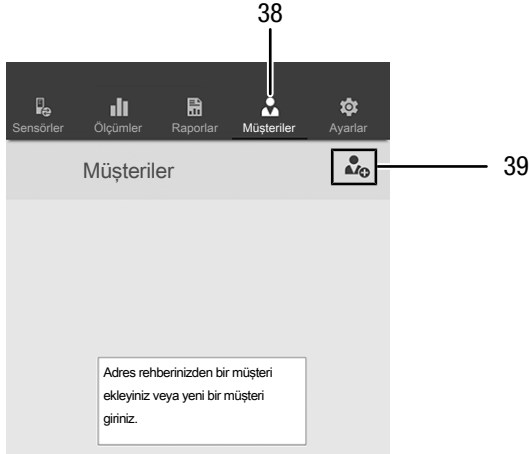 38
Sensörler Ölçümler Raporlar Müşteriler Ayarlar
Müşteriler
39
Adres rehberinizden bir müşteri
ekleyiniz veya yeni bir müşteri
giriniz.